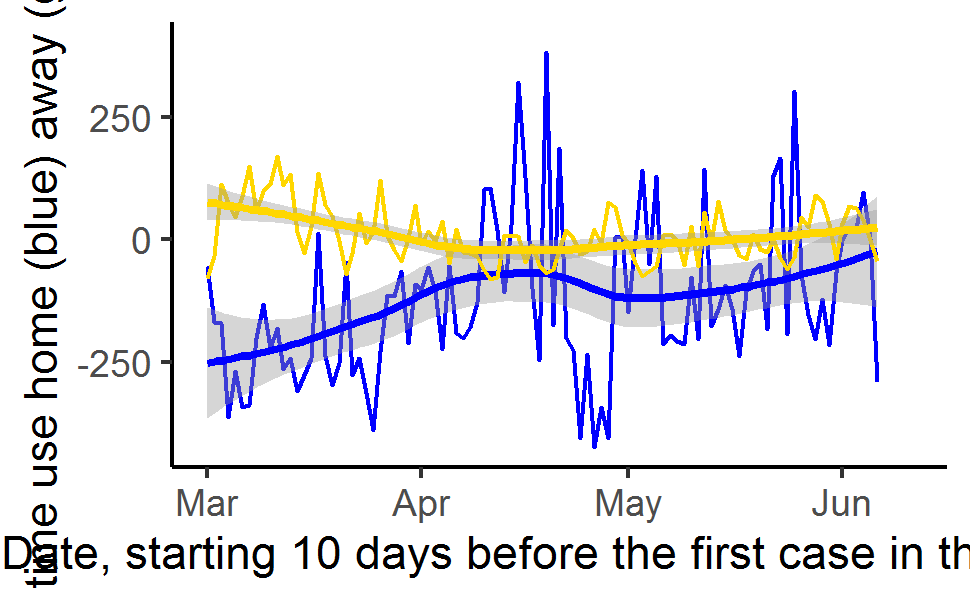 time use home (blue) away (
250
0
-250
Mar Apr May Jun
Date, starting 10 days before the first case in th